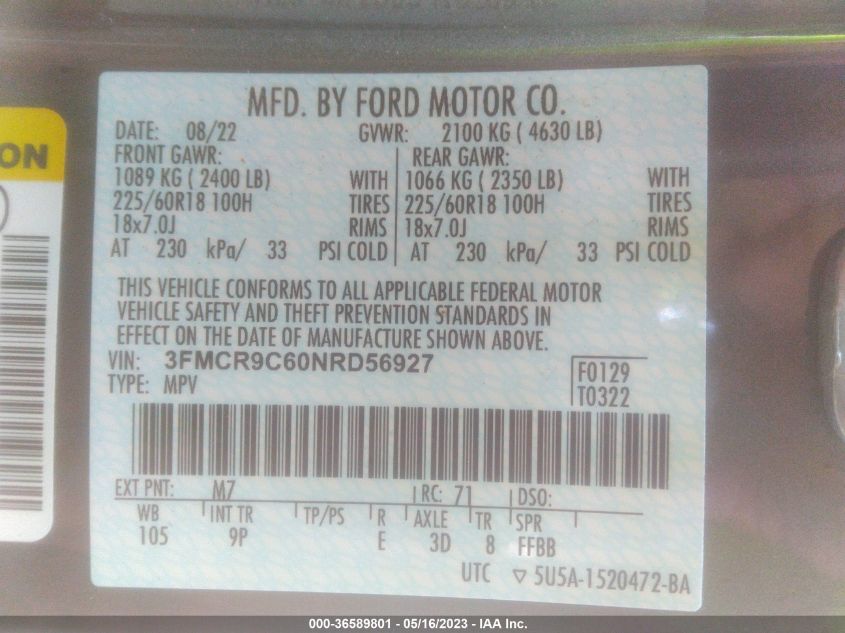 MFD. BY FORD MOTOR CO.
DATE: 08/22 GVWR: 2100 KG ( 4630 LB)
FRONT GAWR: REAR GAWR:
1089 KG ( 2400 LB) WITH 1066 KG ( 2350 LB) WITH
225/60R18 100H TIRES 225/60R18 100H TIRES
18x7.0J RIMS 18x7.0J RIMS
AT 230 kPa/ 33 PSI COLD AT 230 kPa/ 33 PSI COLD
THIS VEHICLE CONFORMS TO ALL APPLICABLE FEDERAL MOTOR
VEHICLE SAFETY AND THEFT PREVENTION STANDARDS IN
EFFECT ON THE DATE OF MANUFACTURE SHOWN ABOVE.
VIN: 3FMCR9C60NRD56927 F0129
TYPE: MPV T0322
EXT PNT: M7 RC: 71 DSO:
WB INT TR TP/PS R AXLE TR SPR
105 9P E 3D 8 FFBB
UTC ▽ 5U5A-1520472-BA
ON
000-36589801 - 05/16/2023 - IAA Inc.